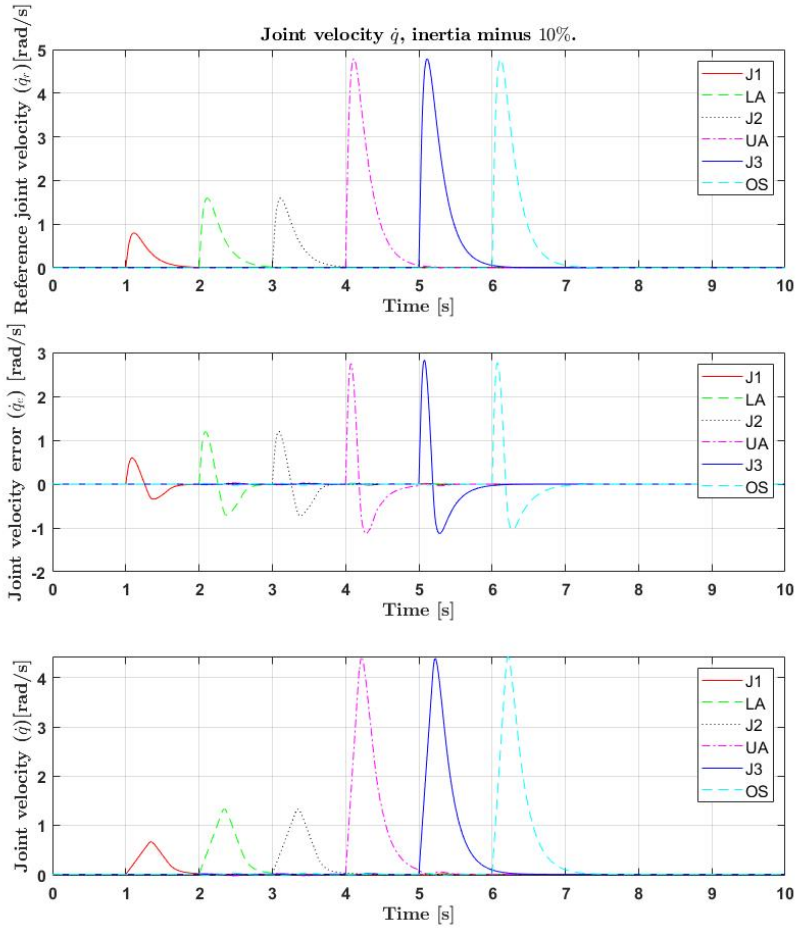 Joint velocity q̇, inertia minus 10%.
Reference joint velocity (q̇ᵣ)[rad/s]
5
4
3
2
1
0
0 1 2 3 4 5 6 7 8 9 10
Time [s]
J1
LA
J2
UA
J3
OS
Joint velocity error (q̇ₑ) [rad/s]
3
2
1
0
-1
-2
0 1 2 3 4 5 6 7 8 9 10
Time [s]
J1
LA
J2
UA
J3
OS
Joint velocity (q̇)[rad/s]
4
3
2
1
0
0 1 2 3 4 5 6 7 8 9 10
Time [s]
J1
LA
J2
UA
J3
OS